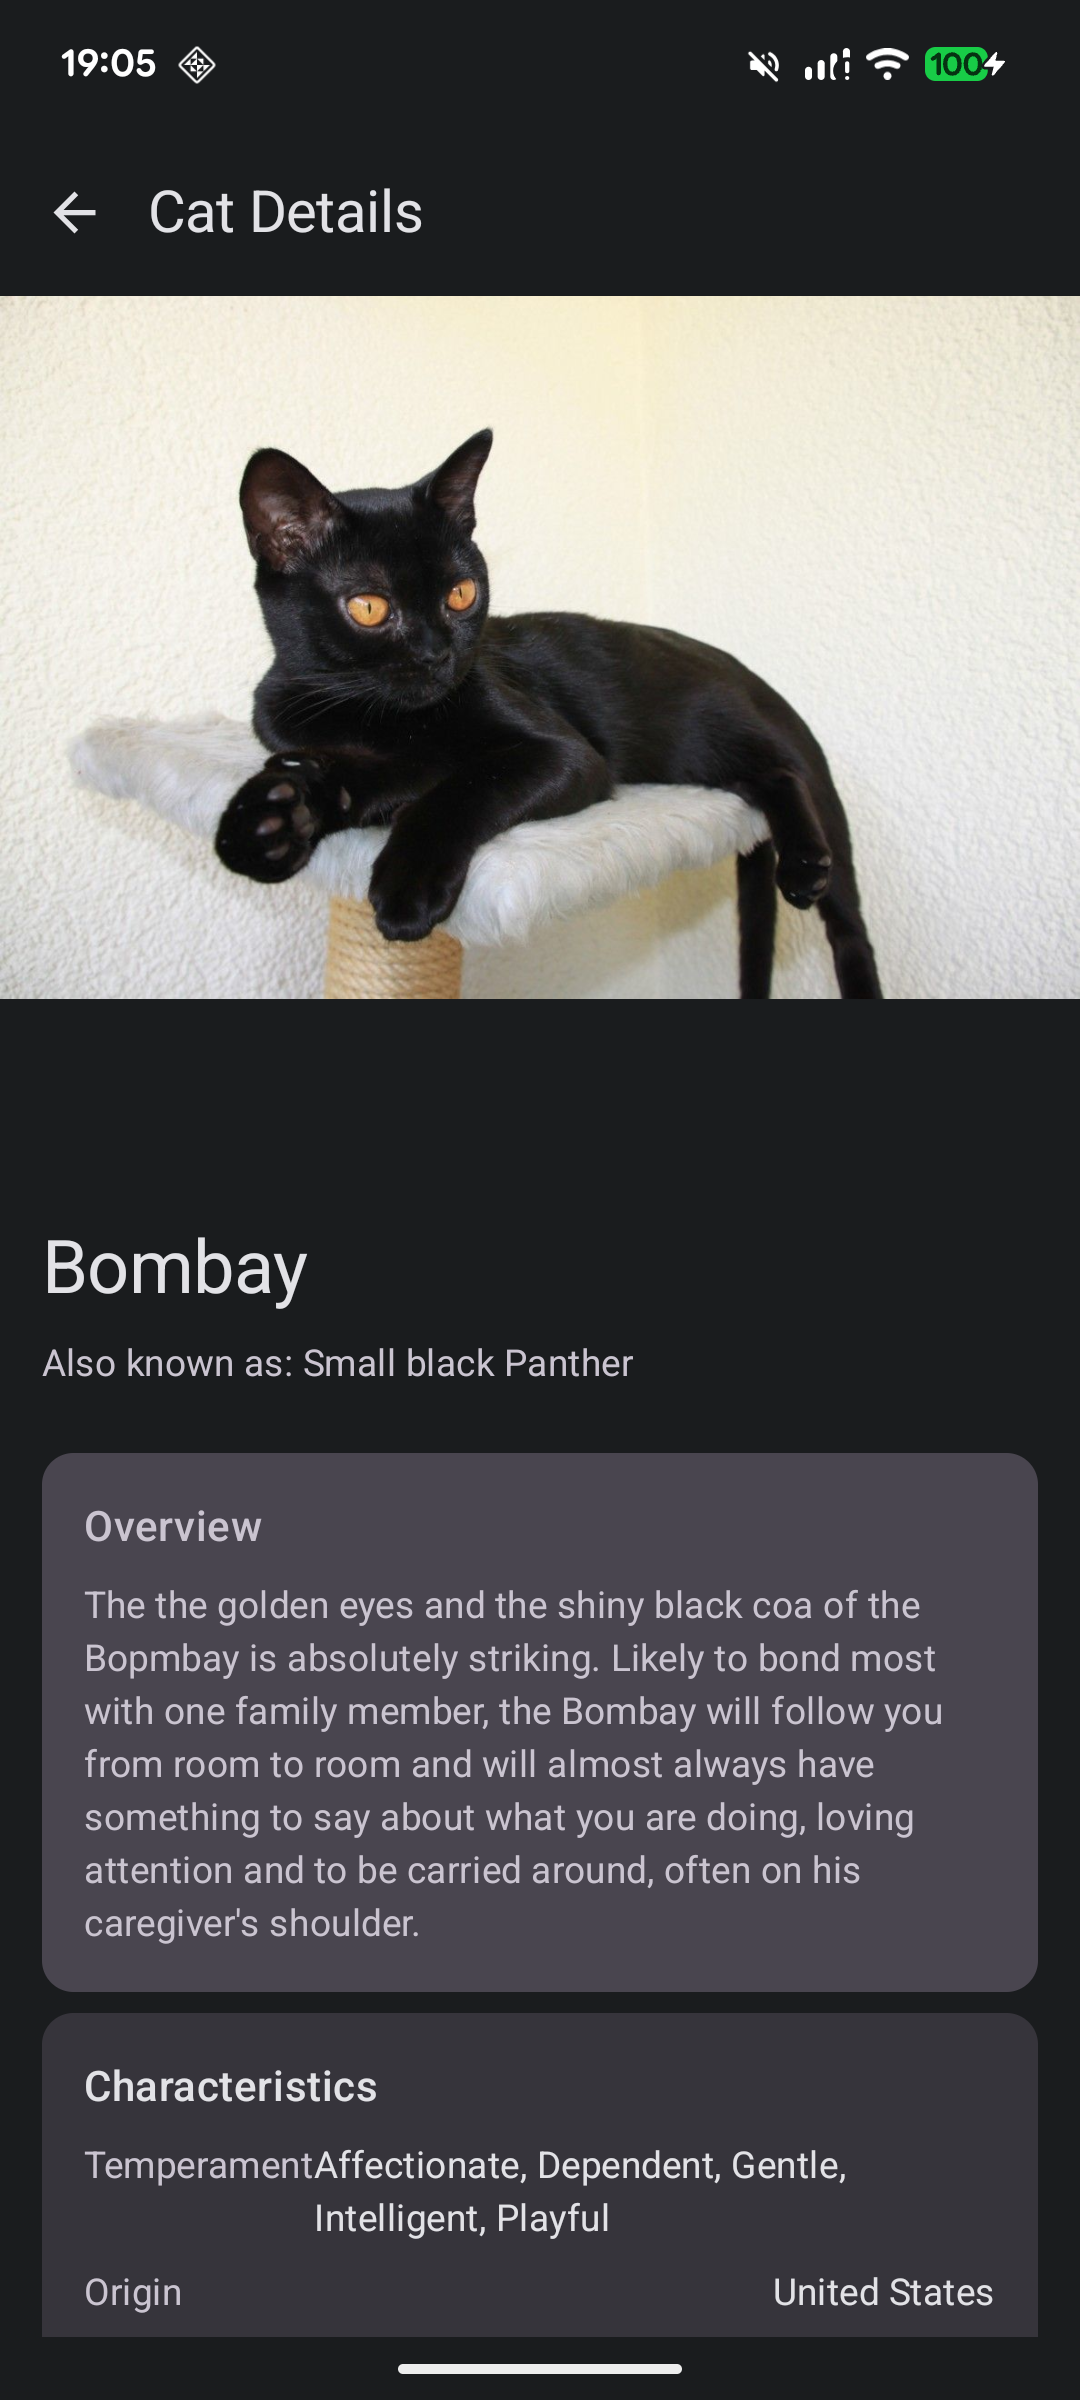 19:05
100
Cat Details
Bombay
Also known as: Small black Panther
Overview
The the golden eyes and the shiny black coa of the
Bopmbay is absolutely striking. Likely to bond most
with one family member, the Bombay will follow you
from room to room and will almost always have
something to say about what you are doing, loving
attention and to be carried around, often on his
caregiver's shoulder.
Characteristics
Temperament Affectionate, Dependent, Gentle,
Intelligent, Playful
Origin United States